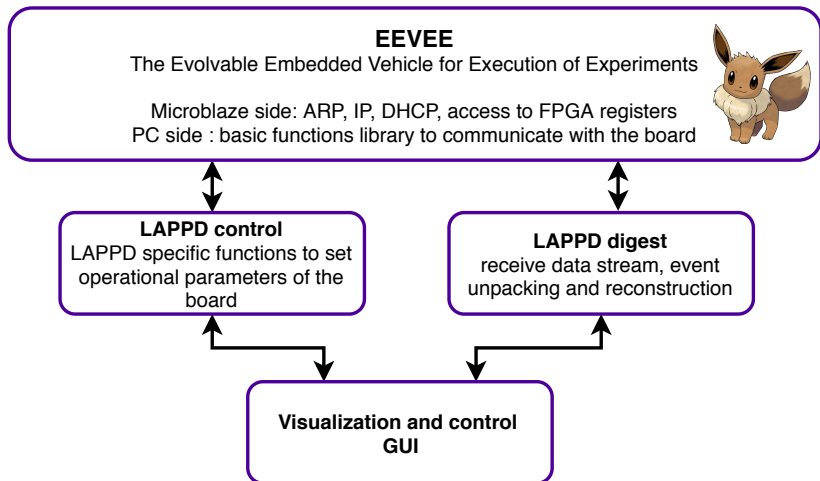 EEVEE
The Evolvable Embedded Vehicle for Execution of Experiments
Microblaze side: ARP, IP, DHCP, access to FPGA registers
PC side : basic functions library to communicate with the board
LAPPD control
LAPPD specific functions to set
operational parameters of the
board
LAPPD digest
receive data stream, event
unpacking and reconstruction
Visualization and control
GUI